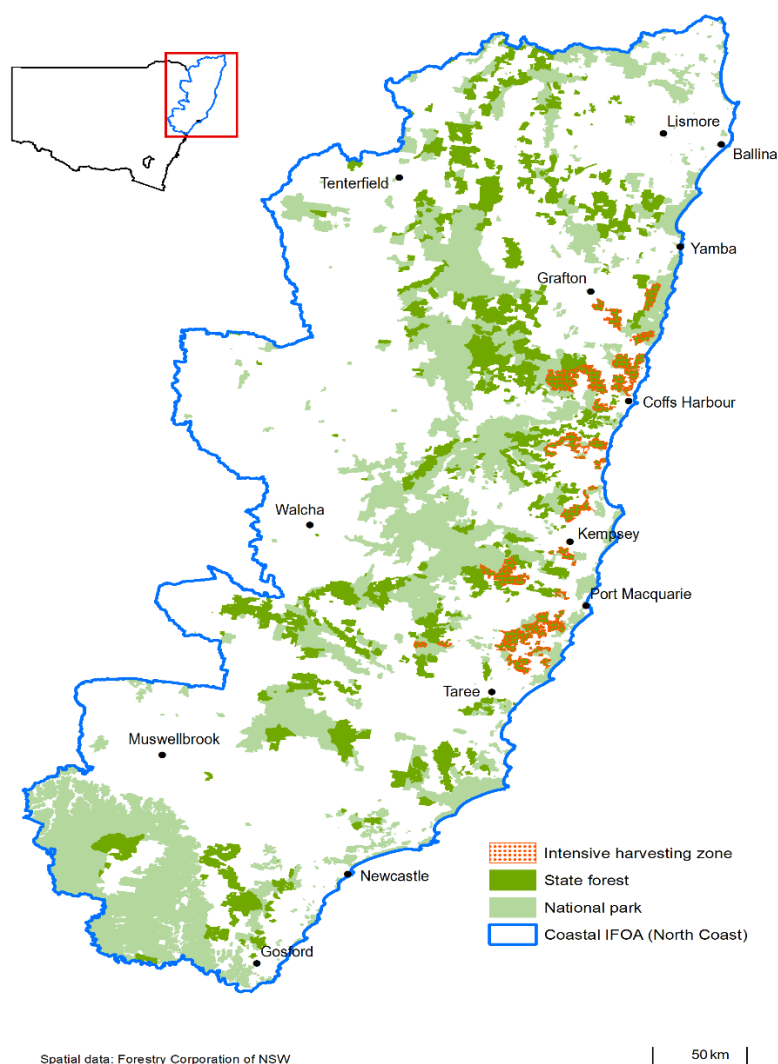 Lismore
Ballina
Tenterfield
Yamba
Grafton
Coffs Harbour
Walcha
Kempsey
Port Macquarie
Taree
Muswellbrook
Intensive harvesting zone
State forest
Newcastle
National park
Coastal IFOA (North Coast)
Gosford
Spatial data: Forestry Corporation of NSW
50 km